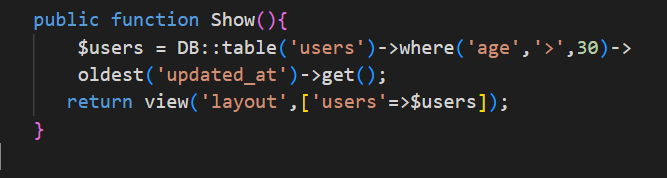 public function Show(){
$users = DB::table('users')->where('age','>',30)->
oldest('updated_at')->get();
return view('layout',['users'=>$users]);
}